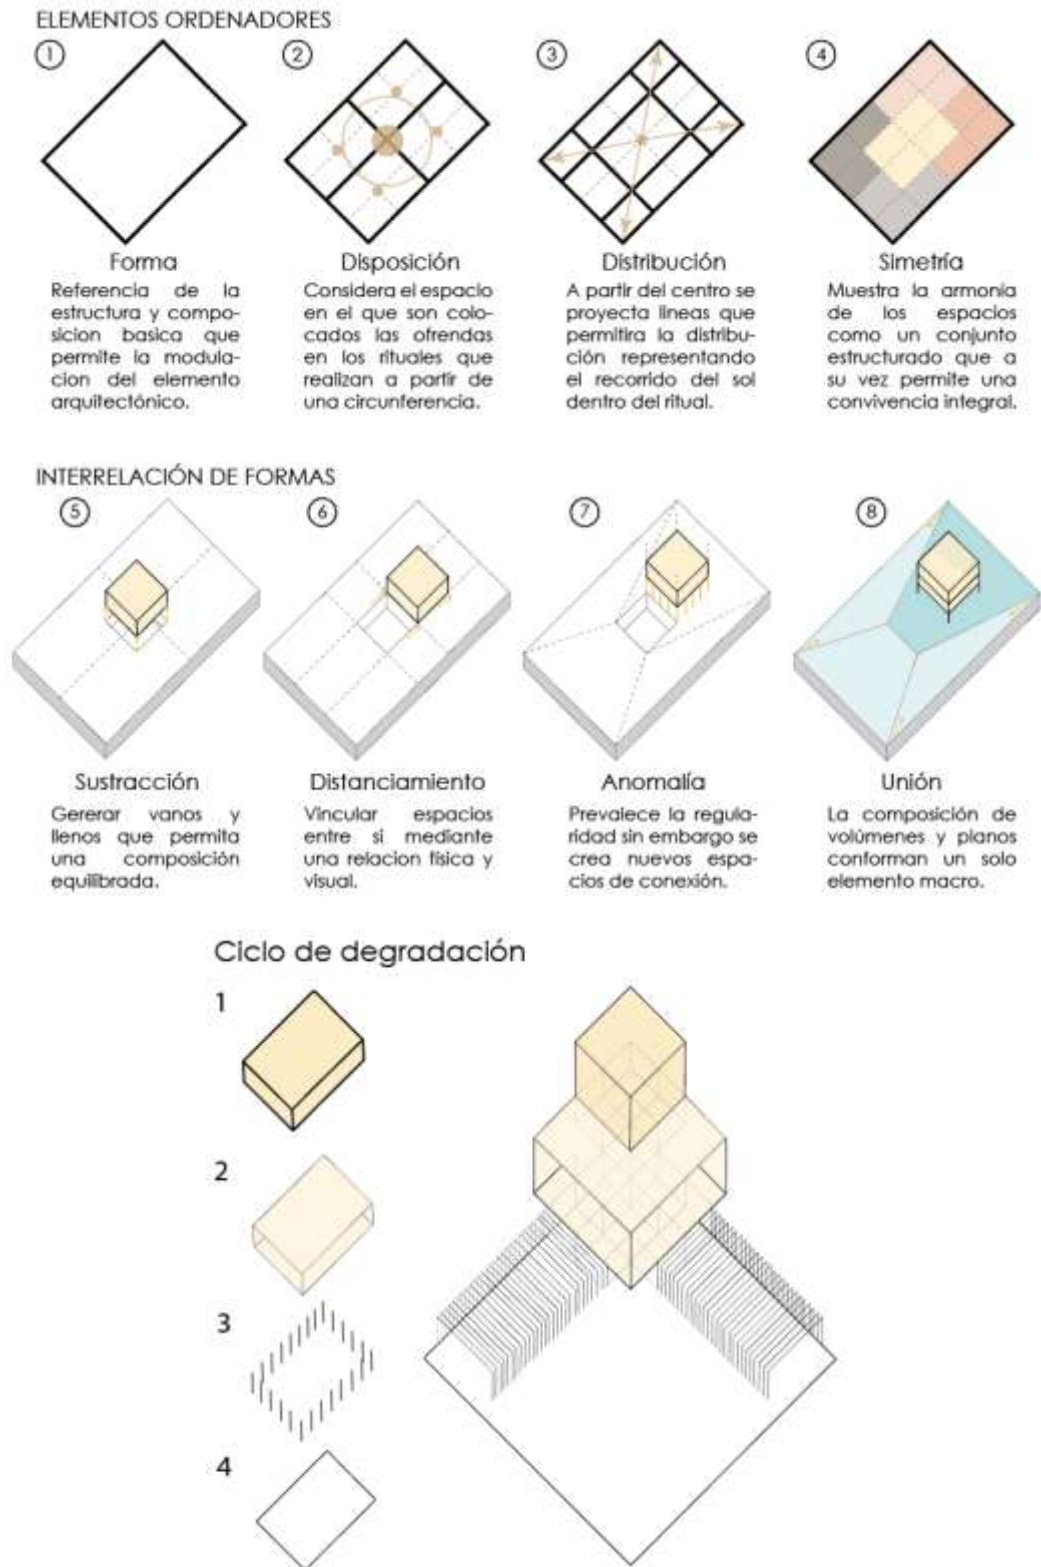 ELEMENTOS ORDENADORES
1
2
3
4
Forma
Referencia de la
estructura y compo-
sicion basica que
permite la modula-
cion del elemento
arquitectónico.
Disposición
Considera el espacio
en el que son colo-
cados las ofrendas
en los rituales que
realizan a partir de
una circunferencia.
Distribución
A partir del centro se
proyecta lineas que
permitira la distribu-
ción representando
el recorrido del sol
dentro del ritual.
Simetría
Muestra la armonía
de los espacios
como un conjunto
estructurado que a
su vez permite una
convivencia integral.
INTERRELACIÓN DE FORMAS
5
6
7
8
Sustracción
Gererar vanos y
llenos que permita
una composición
equilibrada.
Distanciamiento
Vincular espacios
entre si mediante
una relacion física y
visual.
Anomalía
Prevalece la regula-
ridad sin embargo se
crea nuevos espa-
cios de conexión.
Unión
La composición de
volúmenes y planos
conforman un solo
elemento macro.
Ciclo de degradación
1
2
3
4